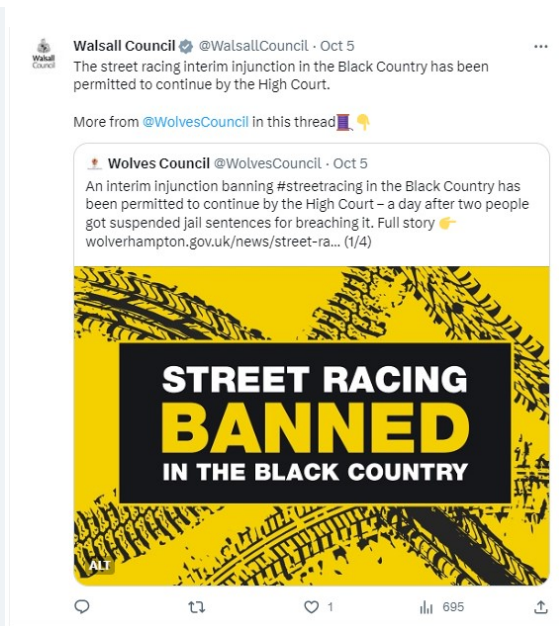 Walsall Council @WalsallCouncil · Oct 5
Walsall
Council
The street racing interim injunction in the Black Country has been
permitted to continue by the High Court.
More from @WolvesCouncil in this thread🧵👇
Wolves Council @WolvesCouncil · Oct 5
An interim injunction banning #streetracing in the Black Country has
been permitted to continue by the High Court – a day after two people
got suspended jail sentences for breaching it. Full story 👉
wolverhampton.gov.uk/news/street-ra... (1/4)
STREET RACING
BANNED
IN THE BLACK COUNTRY
ALT
1 695